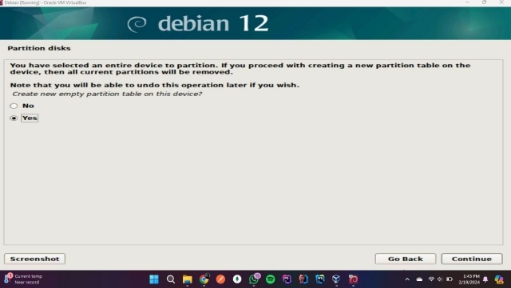 Debian [Running] - Oracle VM VirtualBox
debian 12
Partition disks
You have selected an entire device to partition. If you proceed with creating a new partition table on the
device, then all current partitions will be removed.
Note that you will be able to undo this operation later if you wish.
Create new empty partition table on this device?
No
Yes
Screenshot
Go Back
Continue
Current temp
Near record
1:45 PM
2/19/2024